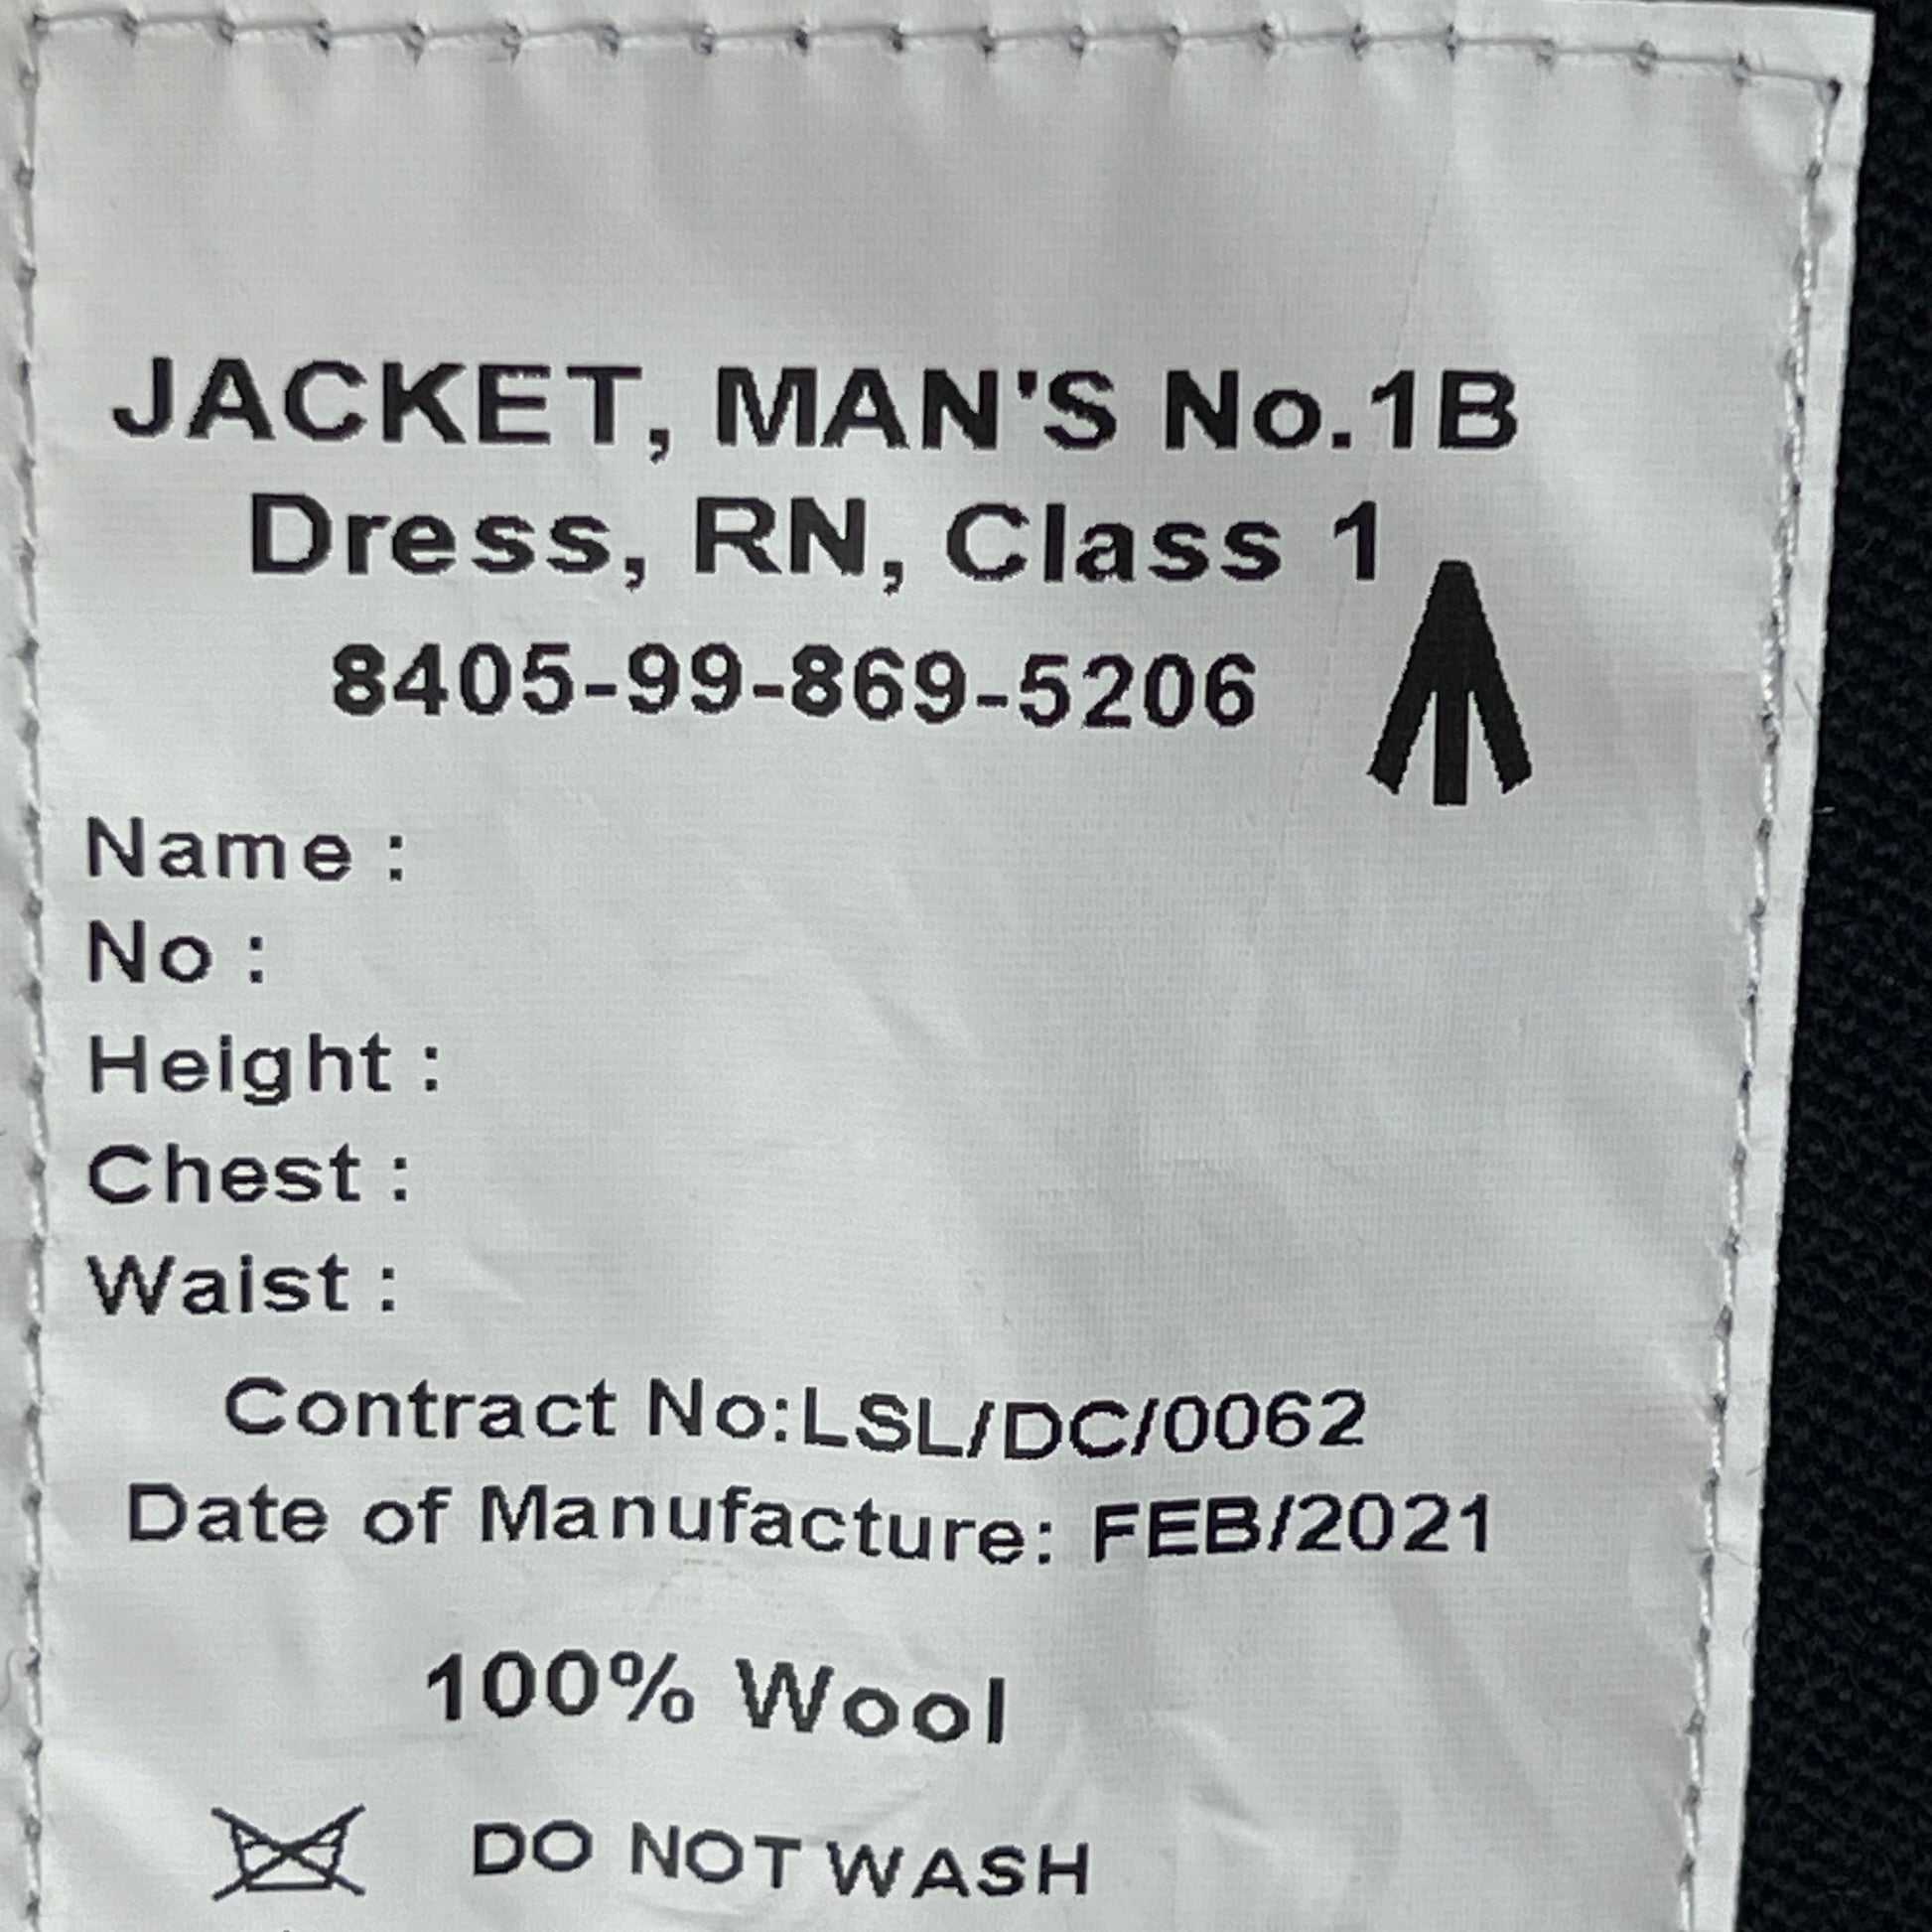 JACKET, MAN'S No.1B
Dress, RN, Class 1
8405-99-869-5206
Name :
No :
Height :
Chest :
Waist :
Contract No:LSL/DC/0062
Date of Manufacture: FEB/2021
100% Wool
DO NOT WASH